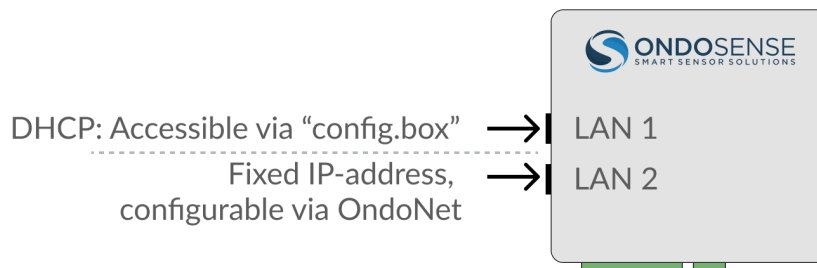 ONDOSENSE
SMART SENSOR SOLUTIONS
DHCP: Accessible via “config.box”
LAN 1
Fixed IP-address,
configurable via OndoNet
LAN 2